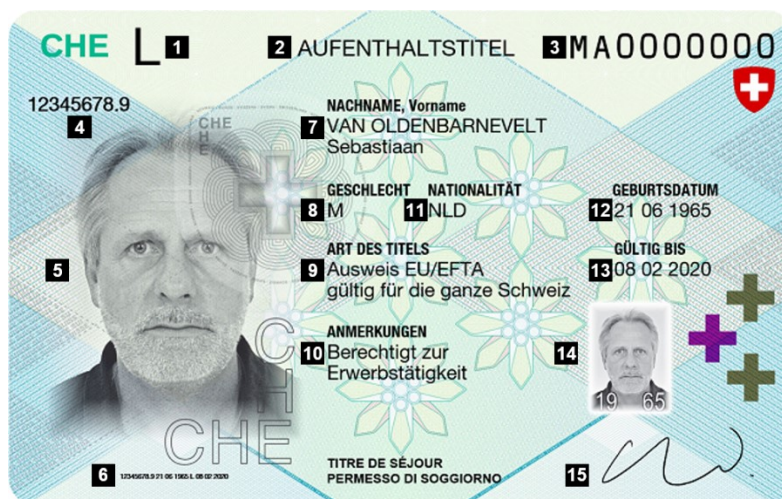 CHE L 1 2 AUFENTHALTSTITEL 3 MA0000000
12345678.9
4
CHE
CHE
NACHNAME, Vorname
7 VAN OLDENBARNEVELT
Sebastiaan
GESCHLECHT NATIONALITÄT GEBURTSDATUM
8 M 11 NLD 12 21 06 1965
5
ART DES TITELS GÜLTIG BIS
9 Ausweis EU/EFTA 13 08 02 2020
gültig für die ganze Schweiz
ANMERKUNGEN
10 Berechtigt zur 14
Erwerbstätigkeit
19 65
CHE
CHE
TITRE DE SÉJOUR
6 12345678.9 21 06 1965 L 08 02 2020
PERMESSO DI SOGGIORNO 15